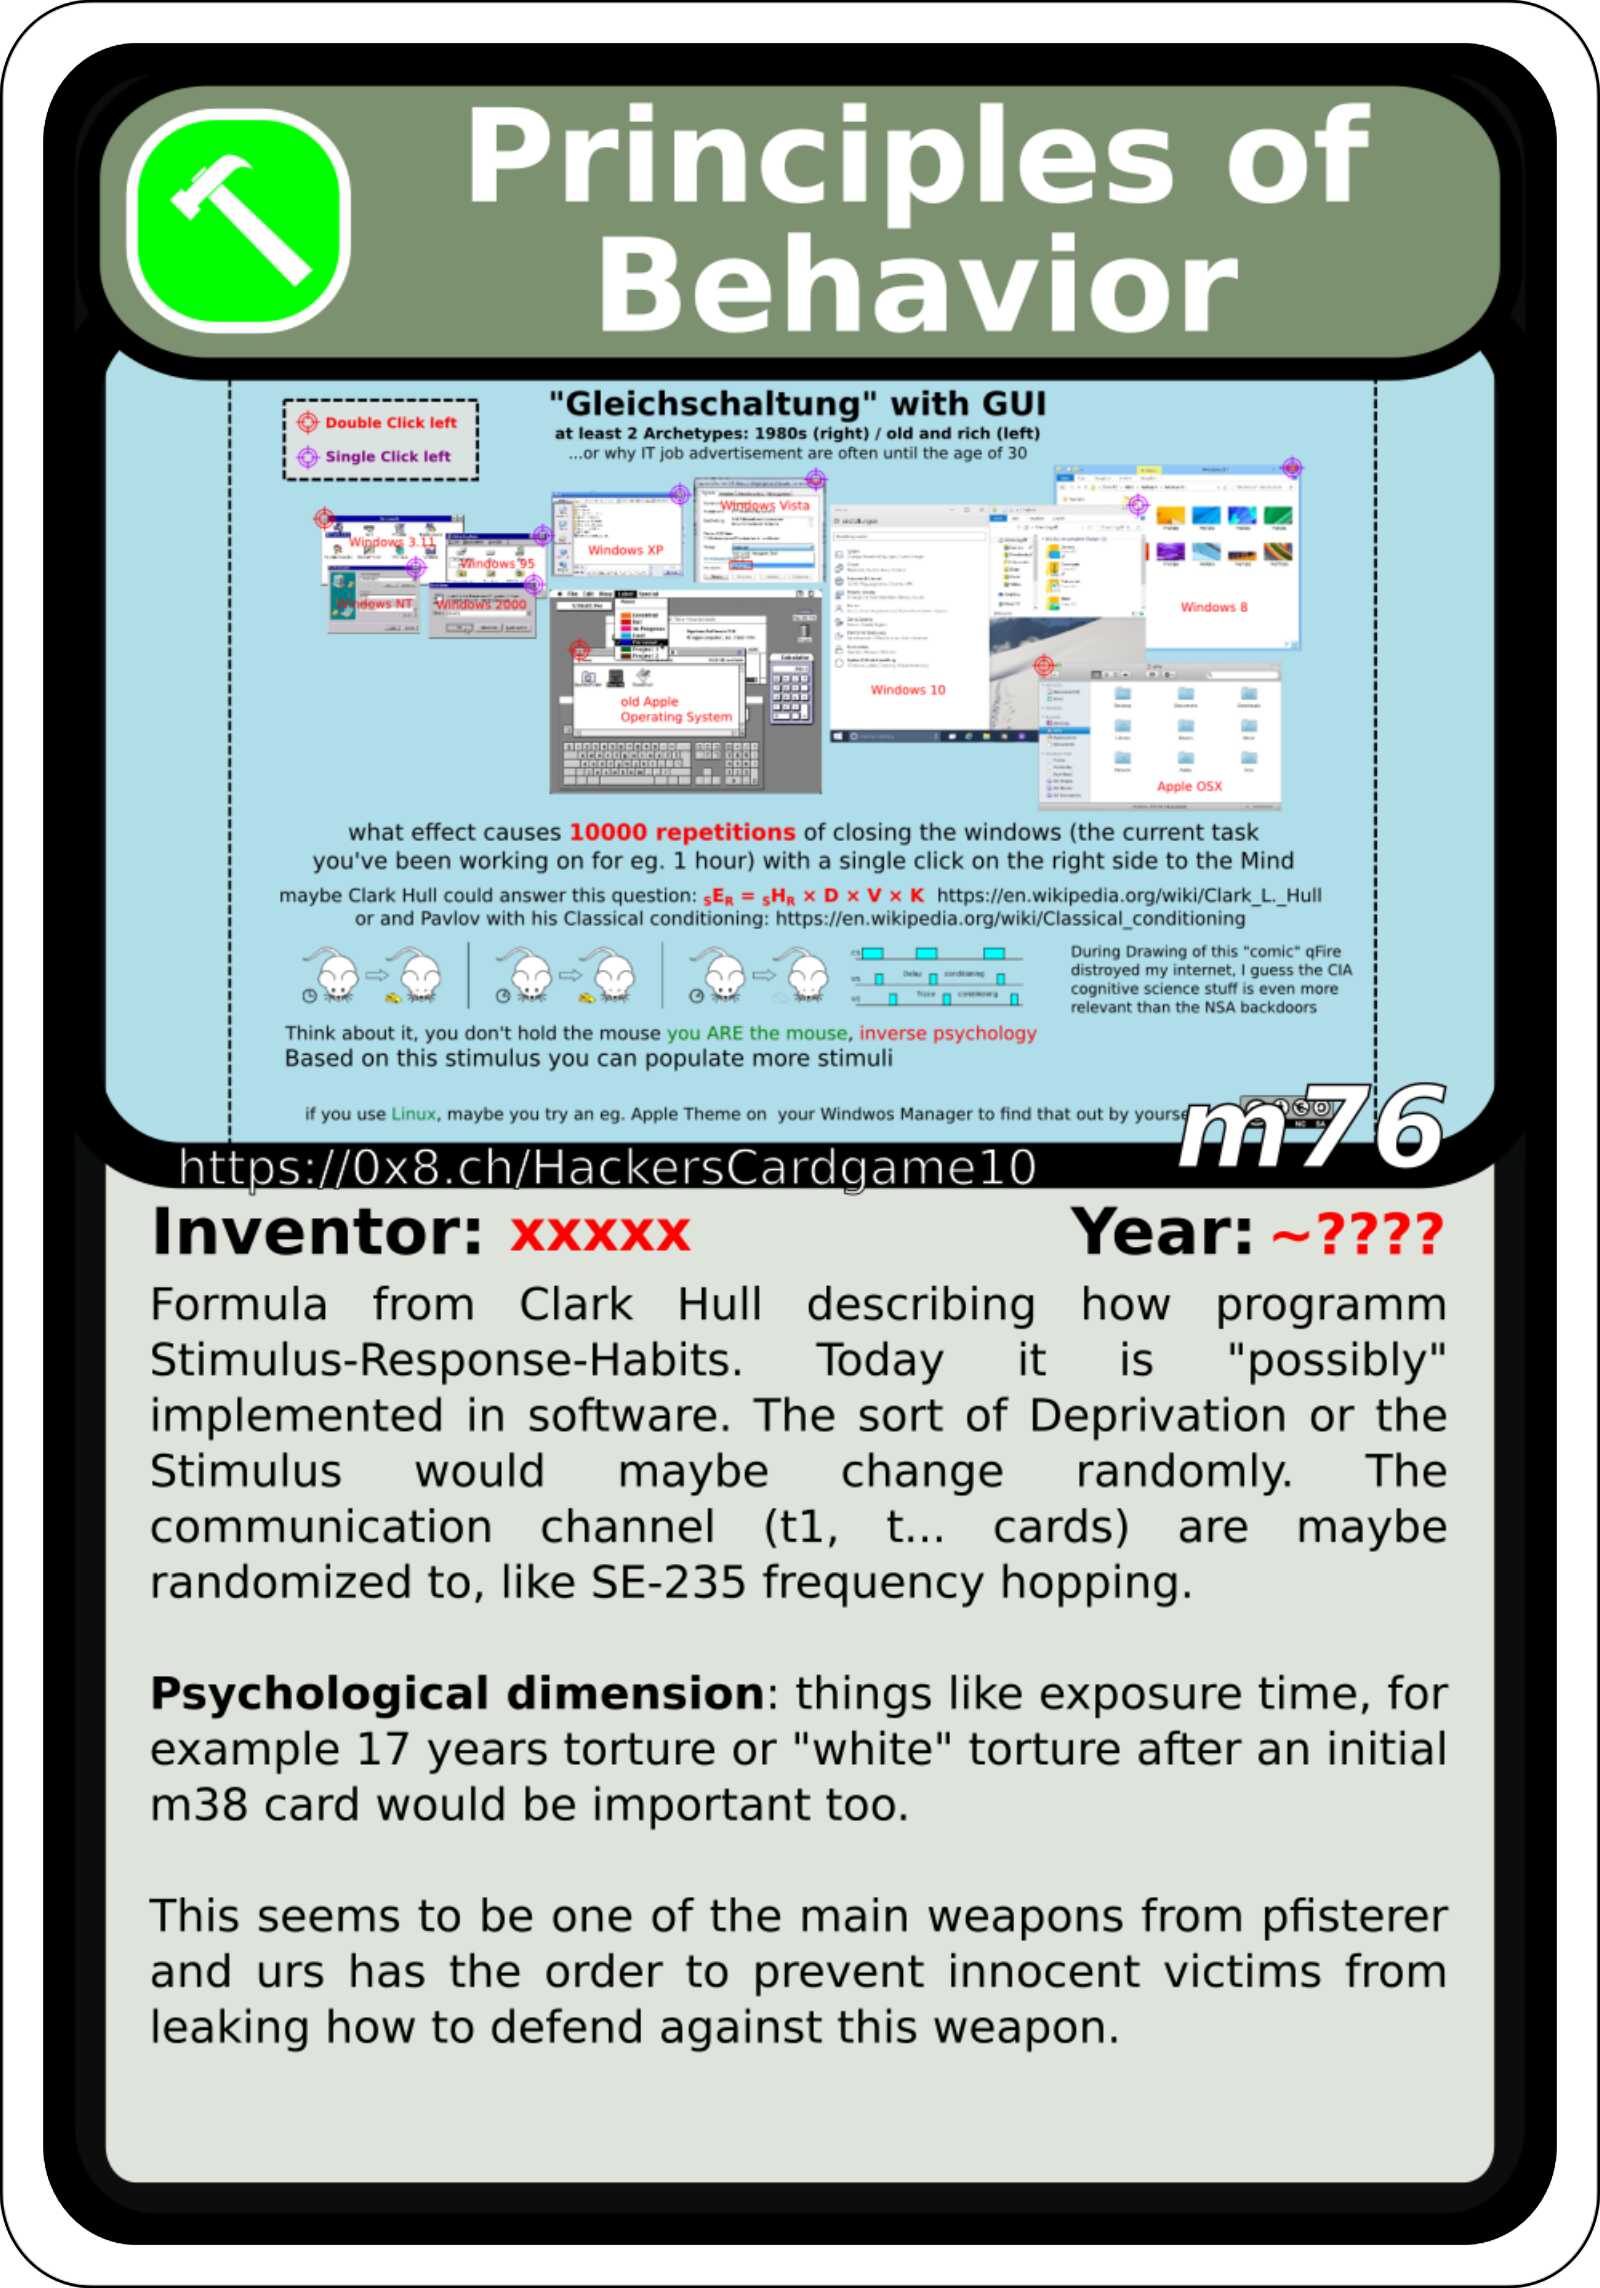 Principles of
Behavior
"Gleichschaltung" with GUI
at least 2 Archetypes: 1980s (right) / old and rich (left)
...or why IT job advertisement are often until the age of 30
Double Click left
Single Click left
Windows 3.11
Windows 95
Windows NT
Windows 2000
Windows XP
Windows Vista
old Apple
Operating System
Windows 10
Windows 8
Apple OSX
what effect causes 10000 repetitions of closing the windows (the current task
you've been working on for eg. 1 hour) with a single click on the right side to the Mind
maybe Clark Hull could answer this question: sER = sHR × D × V × K https://en.wikipedia.org/wiki/Clark_L._Hull
or and Pavlov with his Classical conditioning: https://en.wikipedia.org/wiki/Classical_conditioning
Delay conditioning
Trace conditioning
During Drawing of this "comic" qFire
distroyed my internet, I guess the CIA
cognitive science stuff is even more
relevant than the NSA backdoors
Think about it, you don't hold the mouse you ARE the mouse, inverse psychology
Based on this stimulus you can populate more stimuli
if you use Linux, maybe you try an eg. Apple Theme on your Windwos Manager to find that out by
m76
https://0x8.ch/HackersCardgame10
Inventor: xxxxx Year: ~????
Formula from Clark Hull describing how programm
Stimulus-Response-Habits. Today it is "possibly"
implemented in software. The sort of Deprivation or the
Stimulus would maybe change randomly. The
communication channel (t1, t... cards) are maybe
randomized to, like SE-235 frequency hopping.
Psychological dimension: things like exposure time, for
example 17 years torture or "white" torture after an initial
m38 card would be important too.
This seems to be one of the main weapons from pfisterer
and urs has the order to prevent innocent victims from
leaking how to defend against this weapon.